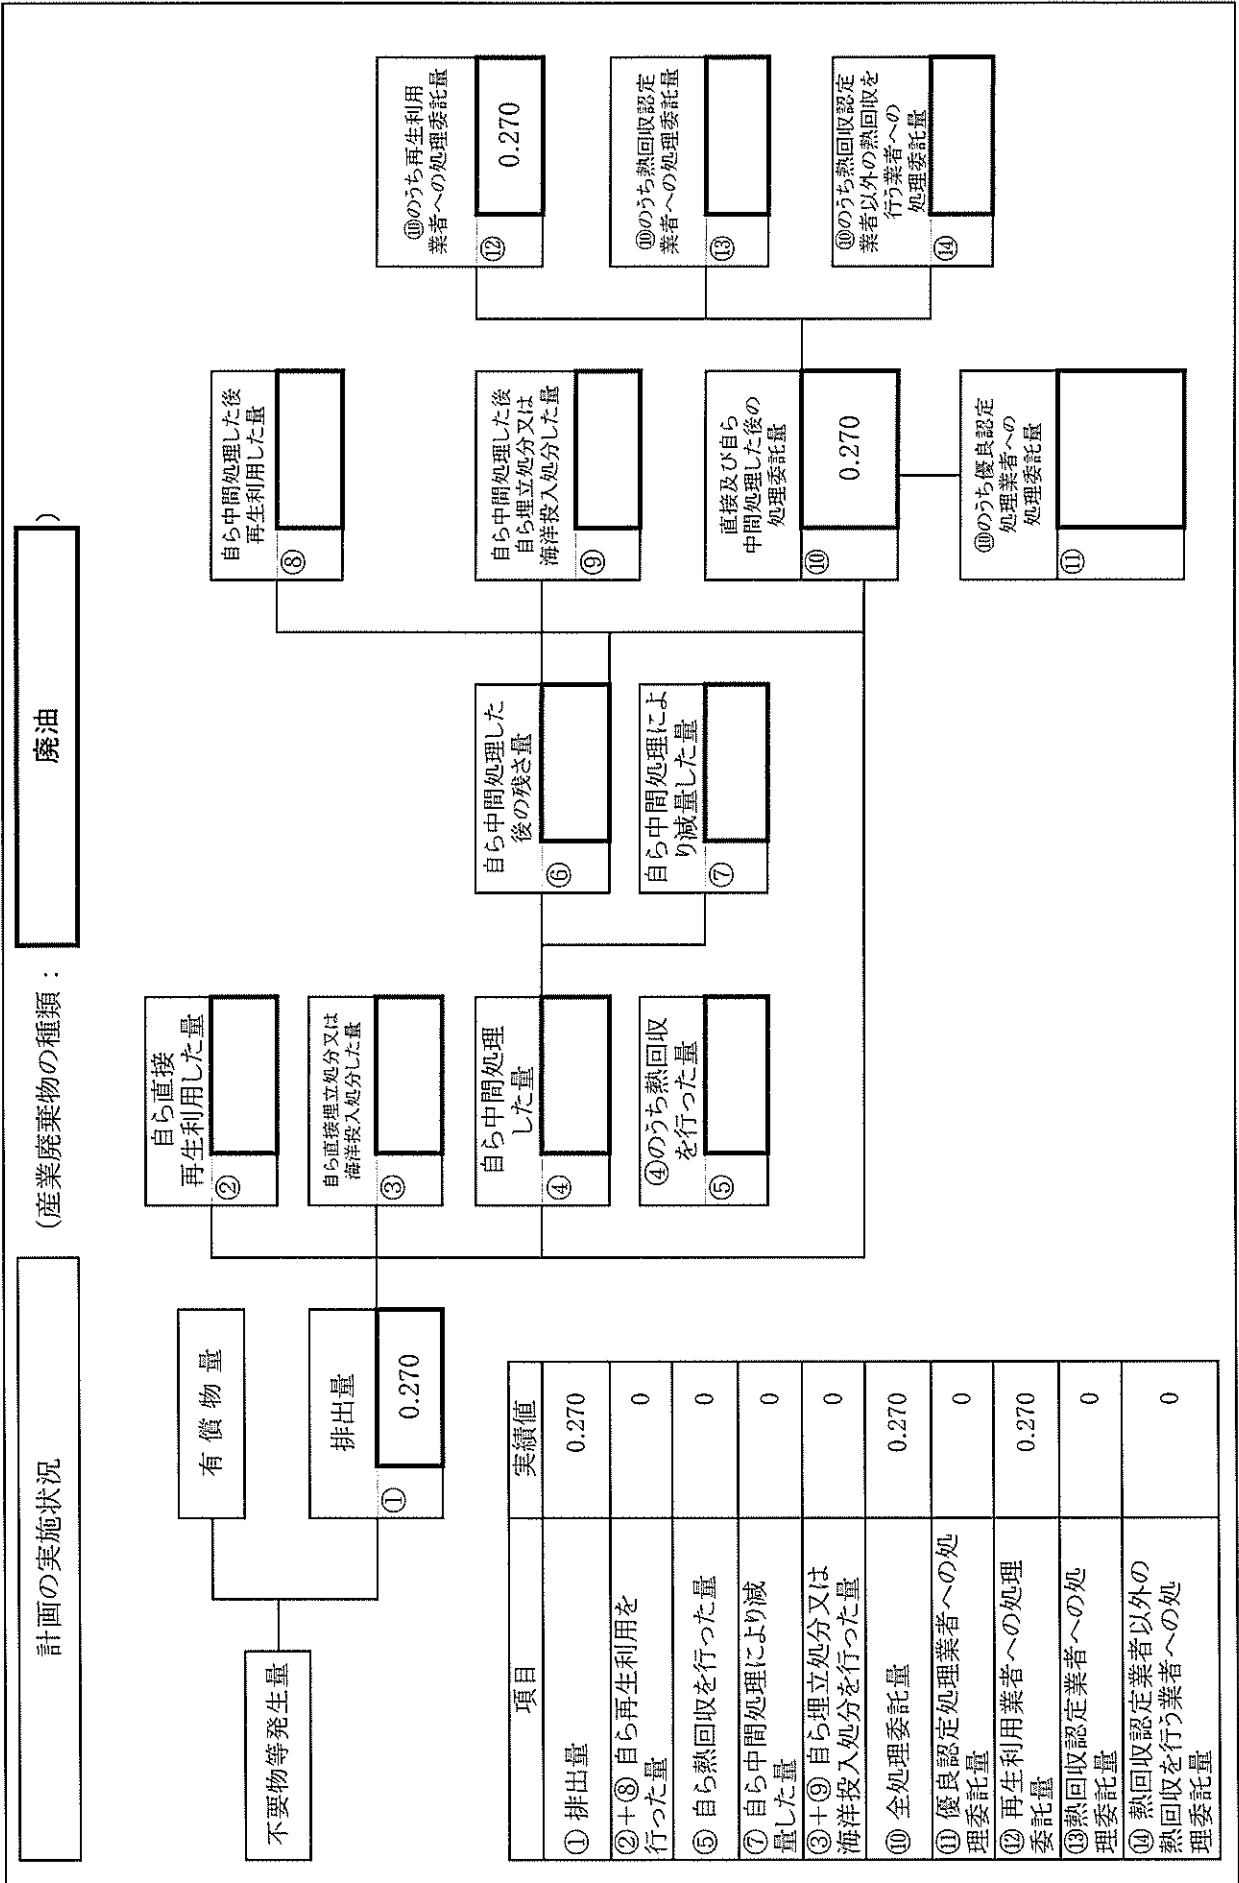 計画の実施状況
(産業廃棄物の種類： 廃油 )
不要物等発生量
有償物量
排出量
① 0.270
自ら直接
再生利用した量
②
自ら直接埋立処分又は
海洋投入処分した量
③
自ら中間処理
した量
④
④のうち熱回収
を行った量
⑤
自ら中間処理した
後の残さ量
⑥
自ら中間処理によ
り減量した量
⑦
自ら中間処理した後
再生利用した量
⑧
自ら中間処理した後
自ら埋立処分又は
海洋投入処分した量
⑨
直接及び自ら
中間処理した後の
処理委託量
⑩ 0.270
⑩のうち優良認定
処理業者への
処理委託量
⑪
⑩のうち再生利用
業者への処理委託量
⑫ 0.270
⑩のうち熱回収認定
業者への処理委託量
⑬
⑩のうち熱回収認定
業者以外の熱回収を
行う業者への
処理委託量
⑭
項目 実績値
① 排出量 0.270
②+⑧ 自ら再生利用を
行った量 0
⑤ 自ら熱回収を行った量 0
⑦ 自ら中間処理により減
量した量 0
③+⑨ 自ら埋立処分又は
海洋投入処分を行った量 0
⑩ 全処理委託量 0.270
⑪ 優良認定処理業者への処
理委託量 0
⑫ 再生利用業者への処理
委託量 0.270
⑬熱回収認定業者への処
理委託量 0
⑭ 熱回収認定業者以外の
熱回収を行う業者への処
理委託量 0